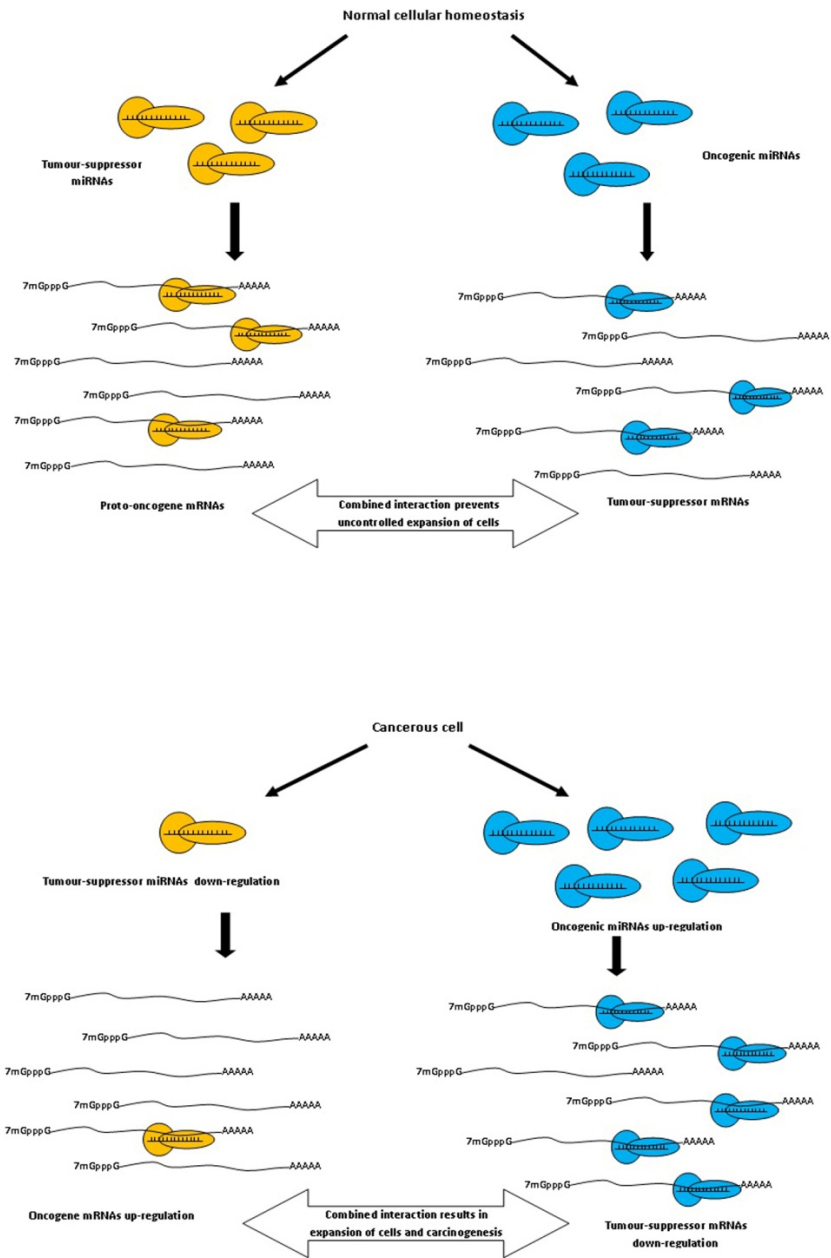 Normal cellular homeostasis
Tumour-suppressor
miRNAs
Oncogenic miRNAs
7mGpppG AAAAA
7mGpppG AAAAA
7mGpppG AAAAA
7mGpppG AAAAA
7mGpppG AAAAA
7mGpppG AAAAA
Proto-oncogene mRNAs
7mGpppG AAAAA
7mGpppG AAAAA
7mGpppG AAAAA
7mGpppG AAAAA
7mGpppG AAAAA
7mGpppG AAAAA
Tumour-suppressor mRNAs
Combined interaction prevents
uncontrolled expansion of cells
Cancerous cell
Tumour-suppressor miRNAs down-regulation
Oncogenic miRNAs up-regulation
7mGpppG AAAAA
7mGpppG AAAAA
7mGpppG AAAAA
7mGpppG AAAAA
7mGpppG AAAAA
7mGpppG AAAAA
Oncogene mRNAs up-regulation
7mGpppG AAAAA
7mGpppG AAAAA
7mGpppG AAAAA
7mGpppG AAAAA
7mGpppG AAAAA
7mGpppG AAAAA
Tumour-suppressor mRNAs
down-regulation
Combined interaction results in
expansion of cells and carcinogenesis